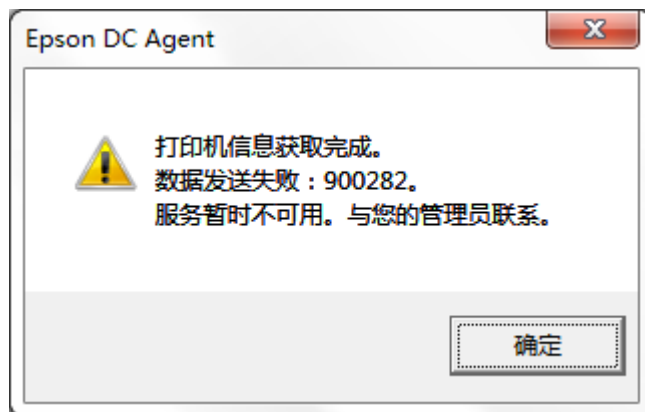 Epson DC Agent
打印机信息获取完成。
数据发送失败：900282。
服务暂时不可用。与您的管理员联系。
确定